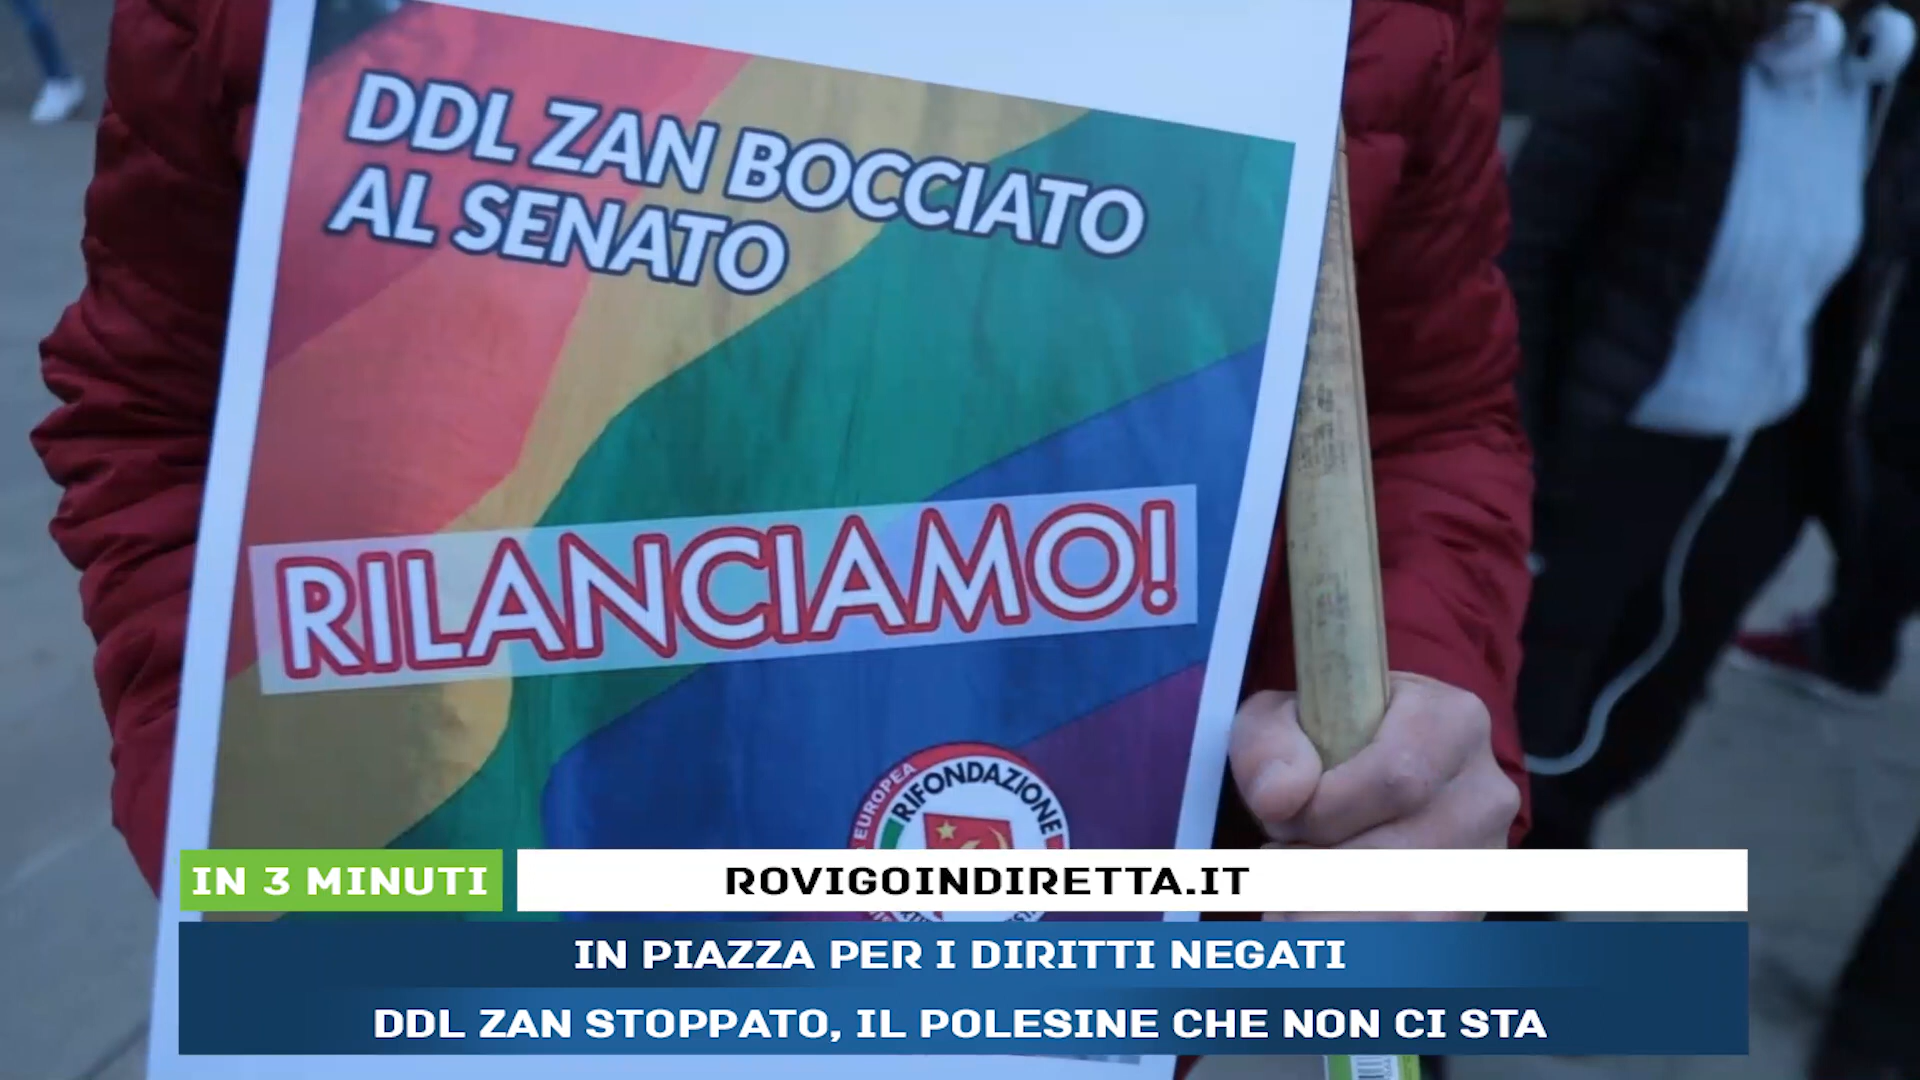 DDL ZAN BOCCIATO
AL SENATO
RILANCIAMO!
EUROPEA
RIFONDAZIONE
IN 3 MINUTI
ROVIGOINDIRETTA.IT
IN PIAZZA PER I DIRITTI NEGATI
DDL ZAN STOPPATO, IL POLESINE CHE NON CI STA